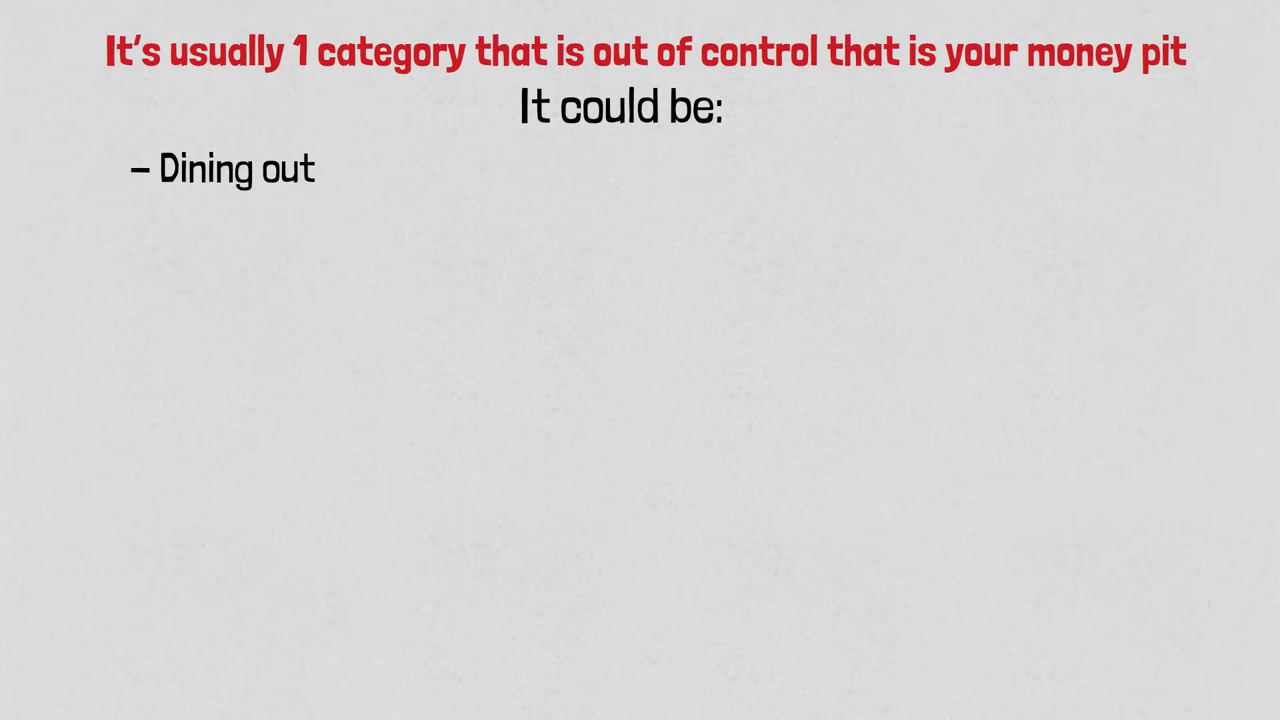 It's usually 1 category that is out of control that is your money pit
It could be:
– Dining out